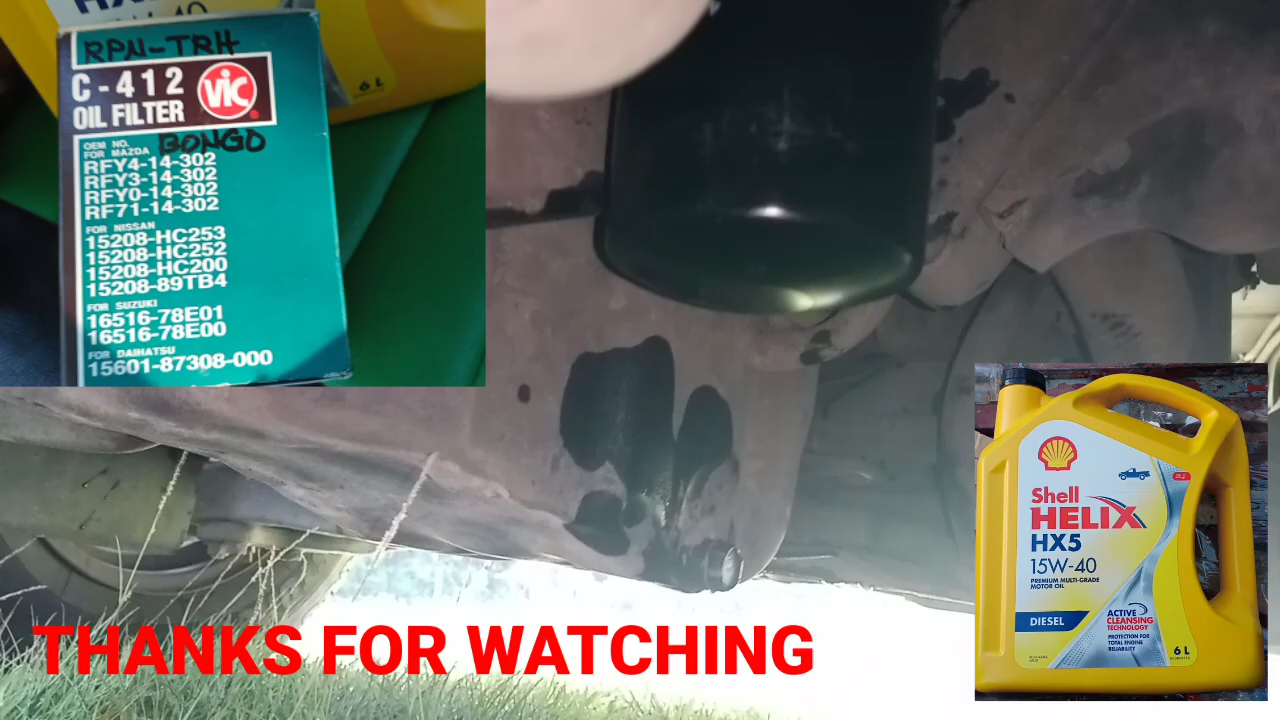 15W-40
6 L
RPN-TRH
C-412
OIL FILTER
VIC
BONGO
OEM NO.
FOR MAZDA
RFY4-14-302
RFY3-14-302
RFY0-14-302
RF71-14-302
FOR NISSAN
15208-HC253
15208-HC252
15208-HC200
15208-89TB4
FOR SUZUKI
16516-78E01
16516-78E00
FOR DAIHATSU
15601-87308-000
Shell
HELIX
HX5
15W-40
PREMIUM MULTI-GRADE
MOTOR OIL
DIESEL
ACTIVE
CLEANSING
TECHNOLOGY
PROTECTION FOR
TOTAL ENGINE
RELIABILITY
6 L
THANKS FOR WATCHING